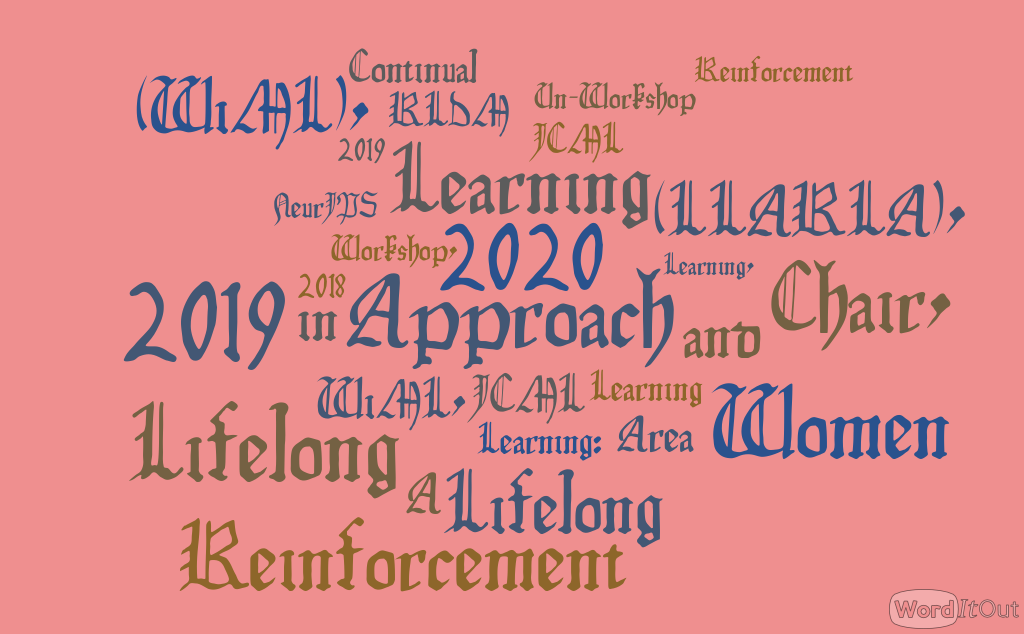 Continual
Reinforcement
(WiML), RLDM
Un-Workshop
ICML
2019
Learning
NeurIPS
(LLARLA),
Workshop,
2020
Learning,
2018
Chair,
2019 in Approach and
WiML, ICML Learning
Women
Learning: Area
Lifelong
A Lifelong
Reinforcement
WordItOut